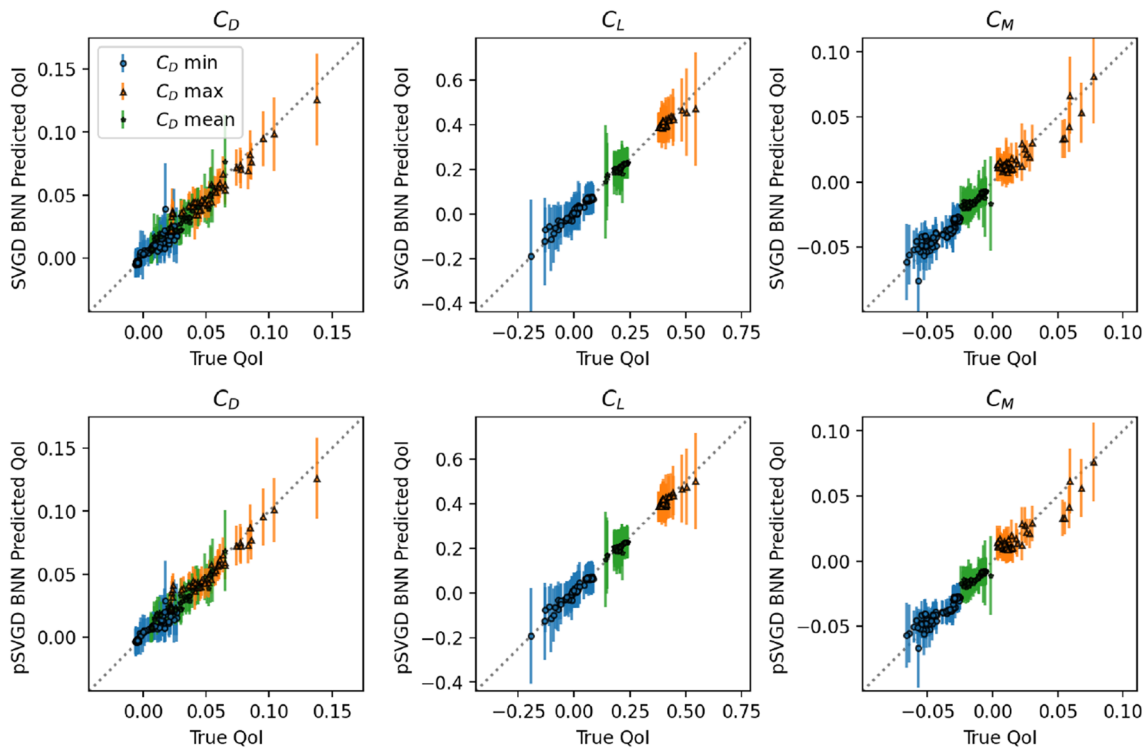 C_D
C_L
C_M
C_D min
C_D max
C_D mean
SVGD BNN Predicted QoI
0.15
0.10
0.05
0.00
0.00
0.05
0.10
0.15
True QoI
SVGD BNN Predicted QoI
0.6
0.4
0.2
0.0
−0.2
−0.4
−0.25
0.00
0.25
0.50
0.75
True QoI
SVGD BNN Predicted QoI
0.10
0.05
0.00
−0.05
−0.05
0.00
0.05
0.10
True QoI
C_D
C_L
C_M
pSVGD BNN Predicted QoI
0.15
0.10
0.05
0.00
0.00
0.05
0.10
0.15
True QoI
pSVGD BNN Predicted QoI
0.6
0.4
0.2
0.0
−0.2
−0.4
−0.25
0.00
0.25
0.50
0.75
True QoI
pSVGD BNN Predicted QoI
0.10
0.05
0.00
−0.05
−0.05
0.00
0.05
0.10
True QoI